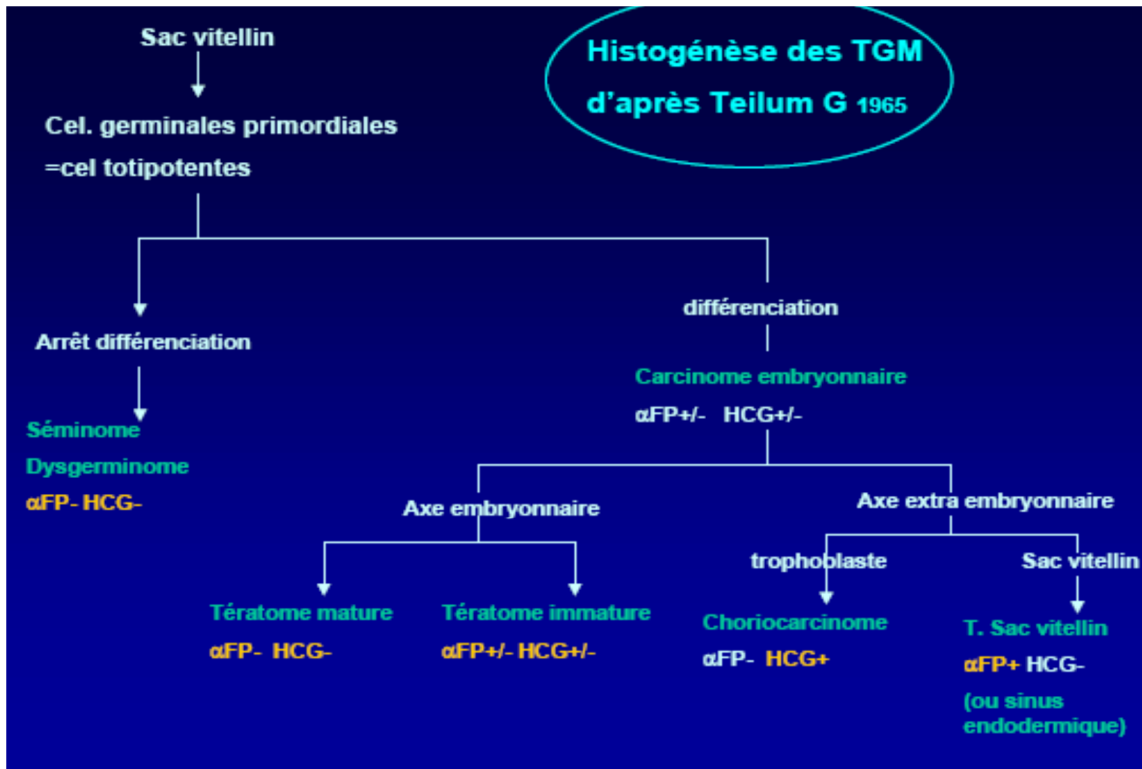 Sac vitellin
Histogénèse des TGM
d'après Teilum G 1965
Cel. germinales primordiales
=cel totipotentes
différenciation
Arrêt différenciation
Carcinome embryonnaire
αFP+/- HCG+/-
Séminome
Dysgerminome
αFP- HCG-
Axe embryonnaire
Axe extra embryonnaire
trophoblaste
Sac vitellin
Tératome mature
αFP- HCG-
Tératome immature
αFP+/- HCG+/-
Choriocarcinome
αFP- HCG+
T. Sac vitellin
αFP+ HCG-
(ou sinus
endodermique)